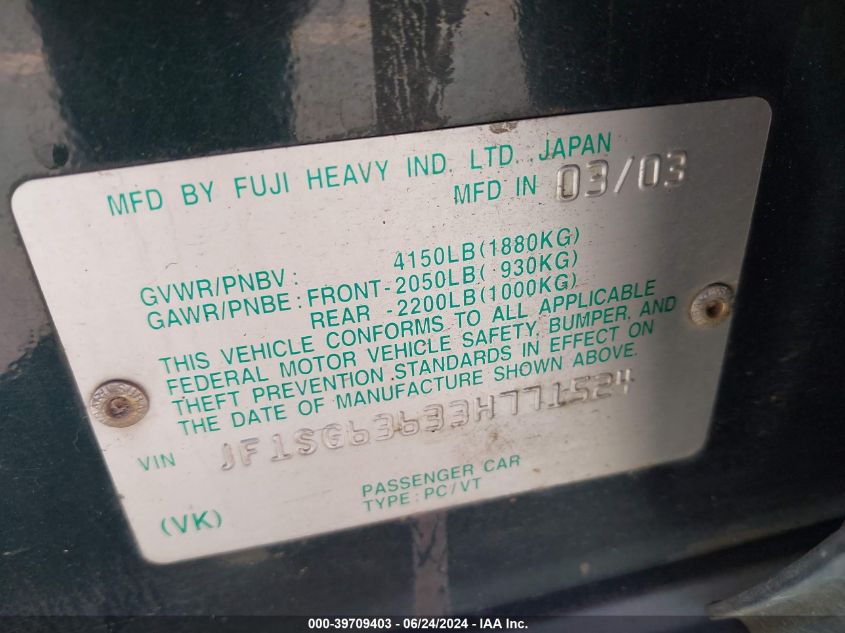 MFD BY FUJI HEAVY IND. LTD. JAPAN
MFD IN 03/03
GVWR/PNBV: 4150LB(1880KG)
GAWR/PNBE: FRONT-2050LB( 930KG)
REAR -2200LB(1000KG)
THIS VEHICLE CONFORMS TO ALL APPLICABLE
FEDERAL MOTOR VEHICLE SAFETY, BUMPER, AND
THEFT PREVENTION STANDARDS IN EFFECT ON
THE DATE OF MANUFACTURE SHOWN ABOVE.
VIN JF1SG63633H771524
PASSENGER CAR
TYPE: PC/VT
(VK)
000-39709403 - 06/24/2024 - IAA Inc.